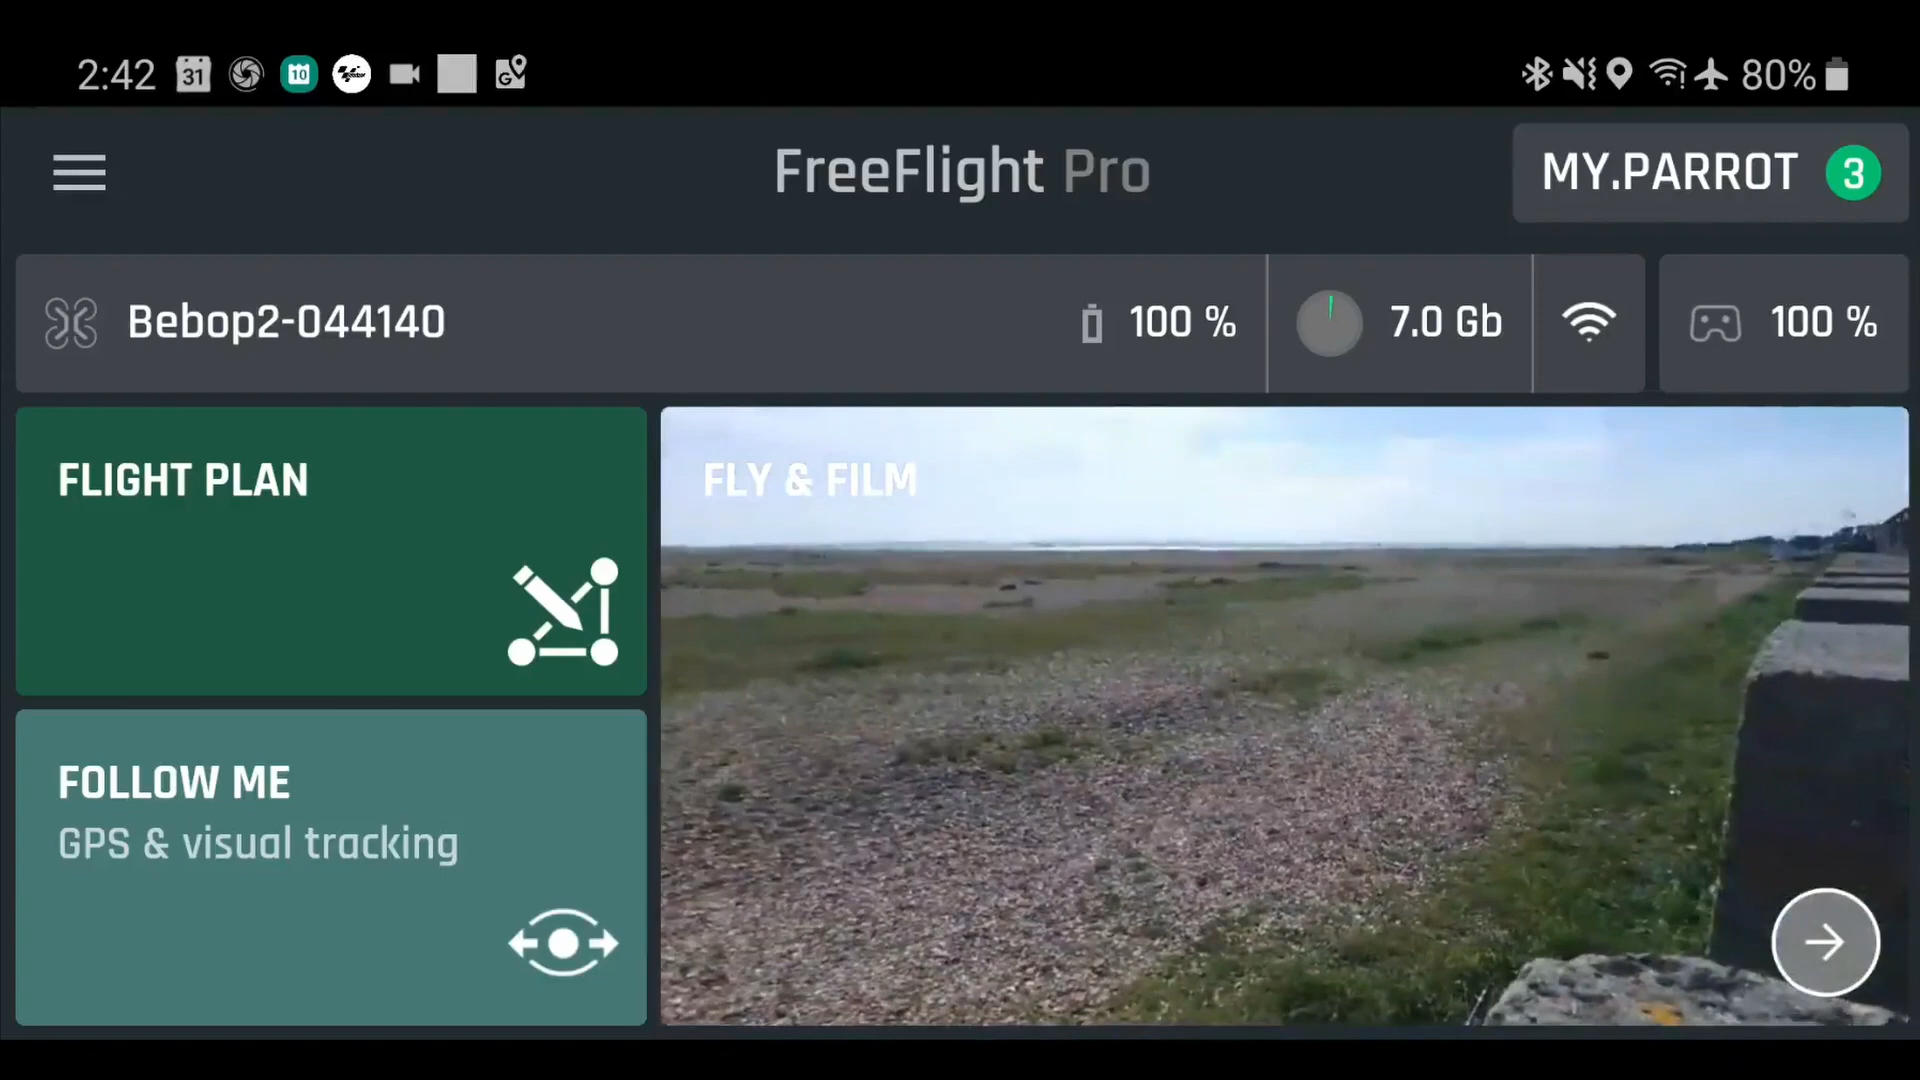 2:42 31 10 G 80%
FreeFlight Pro
MY.PARROT 3
Bebop2-044140 100 % 7.0 Gb 100 %
FLIGHT PLAN
FLY & FILM
FOLLOW ME
GPS & visual tracking